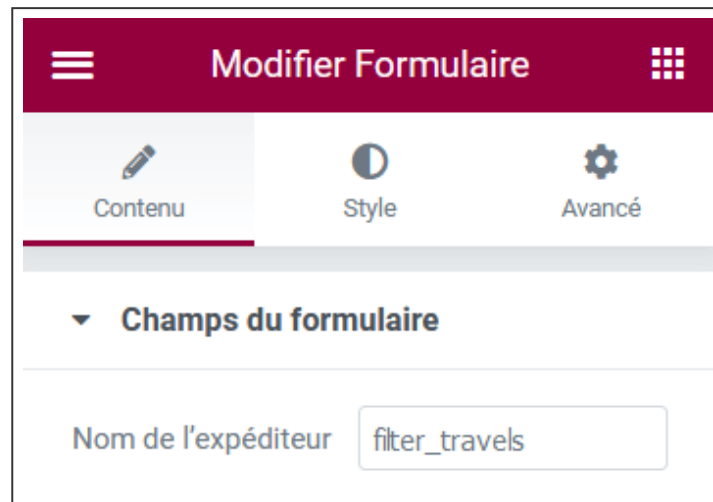 Modifier Formulaire
Contenu Style Avancé
Champs du formulaire
Nom de l'expéditeur filter_travels